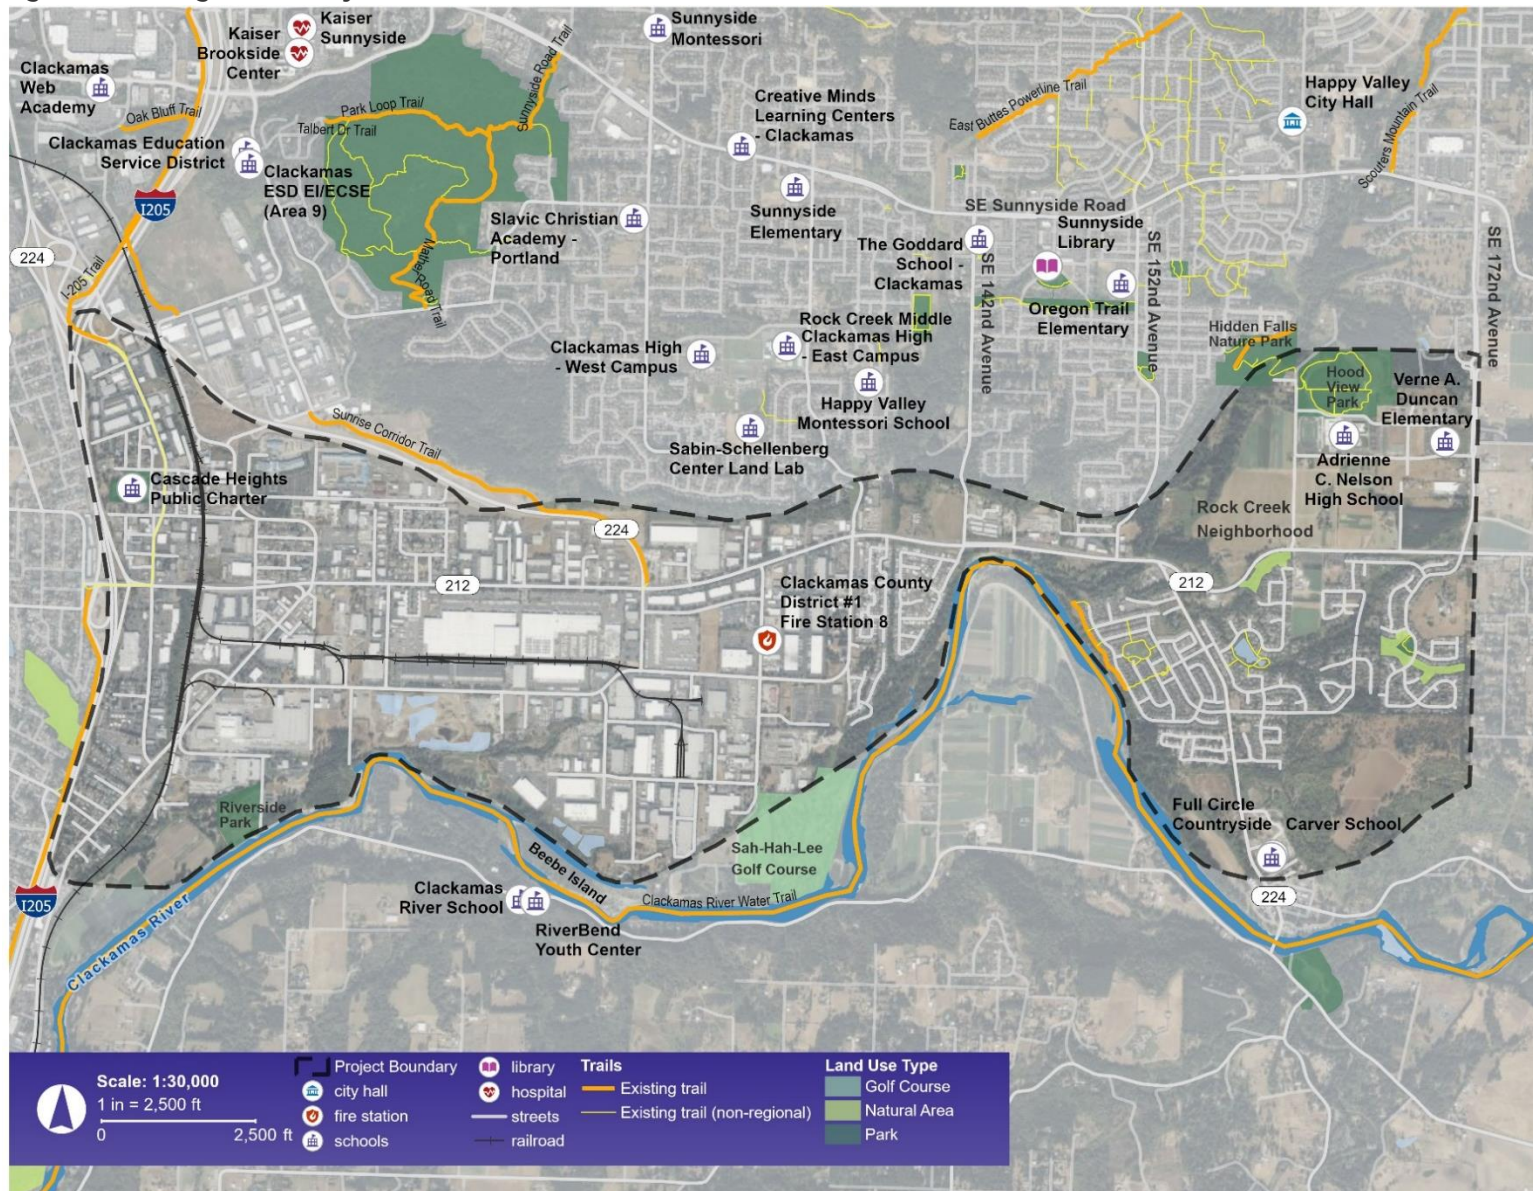 Kaiser
Sunnyside
Kaiser
Brookside
Center
Sunnyside
Montessori
Clackamas
Web
Academy
Oak Bluff Trail
Park Loop Trail
Talbert Dr Trail
Sunnyside Road Trail
Creative Minds
Learning Centers
- Clackamas
East Buttes Powerline Trail
Happy Valley
City Hall
Scouters Mountain Trail
Clackamas Education
Service District
Clackamas
ESD EI/ECSE
(Area 9)
I205
Slavic Christian
Academy -
Portland
Sunnyside
Elementary
SE Sunnyside Road
Sunnyside
Library
The Goddard
School -
Clackamas
SE 142nd Avenue
SE 152nd Avenue
SE 172nd Avenue
224
I-205 Trail
Mather Road Trail
Oregon Trail
Elementary
Hidden Falls
Nature Park
Rock Creek Middle
Clackamas High
- East Campus
Clackamas High
- West Campus
Happy Valley
Montessori School
Hood
View
Park
Verne A.
Duncan
Elementary
Sunrise Corridor Trail
Sabin-Schellenberg
Center Land Lab
Adrienne
C. Nelson
High School
Cascade Heights
Public Charter
Rock Creek
Neighborhood
224
212
212
Clackamas County
District #1
Fire Station 8
Riverside
Park
Sah-Hah-Lee
Golf Course
Full Circle
Countryside
Carver School
Beebe Island
Clackamas
River School
Clackamas River Water Trail
224
I205
RiverBend
Youth Center
Clackamas River
Scale: 1:30,000
1 in = 2,500 ft
0
2,500 ft
Project Boundary
city hall
fire station
schools
library
hospital
streets
railroad
Trails
Existing trail
Existing trail (non-regional)
Land Use Type
Golf Course
Natural Area
Park